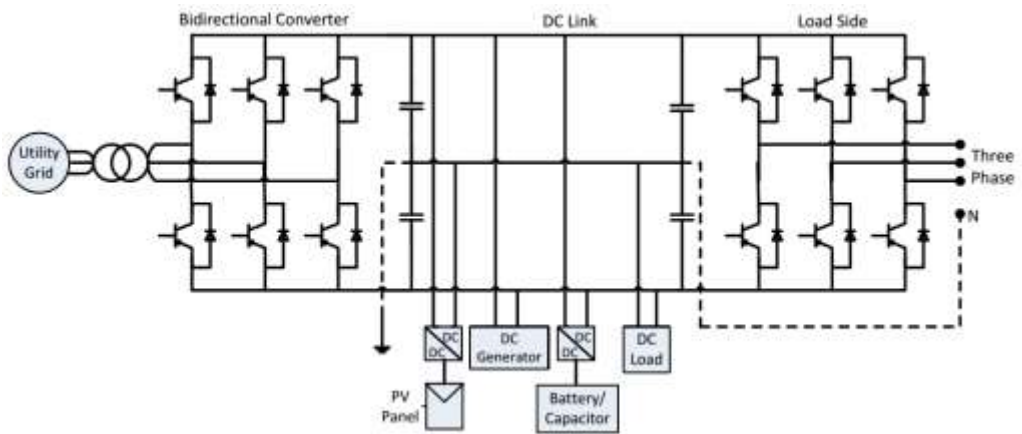 Bidirectional Converter
DC Link
Load Side
Utility
Grid
Three
Phase
N
DC
DC
DC
Generator
DC
DC
DC
Load
PV
Panel
Battery/
Capacitor